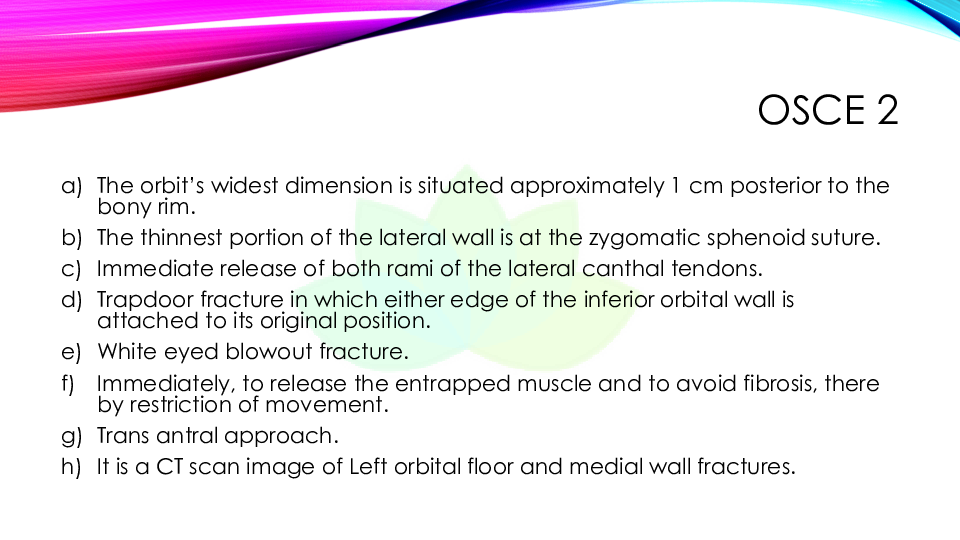 OSCE 2
a) The orbit's widest dimension is situated approximately 1 cm posterior to the
bony rim.
b) The thinnest portion of the lateral wall is at the zygomatic sphenoid suture.
c) Immediate release of both rami of the lateral canthal tendons.
d) Trapdoor fracture in which either edge of the inferior orbital wall is
attached to its original position.
e) White eyed blowout fracture.
f) Immediately, to release the entrapped muscle and to avoid fibrosis, there
by restriction of movement.
g) Trans antral approach.
h) It is a CT scan image of Left orbital floor and medial wall fractures.